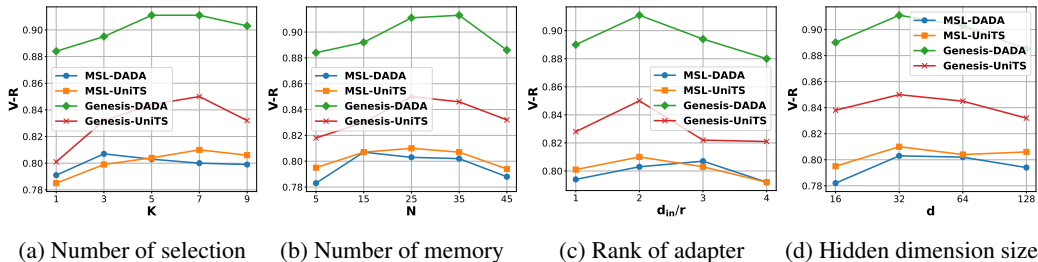 V-R
0.90
0.88
0.86
0.84
0.82
0.80
0.78
MSL-DADA
MSL-UniTS
Genesis-DADA
Genesis-UniTS
1 3 5 7 9
K
(a) Number of selection
V-R
0.90
0.88
0.86
0.84
0.82
0.80
0.78
MSL-DADA
MSL-UniTS
Genesis-DADA
Genesis-UniTS
5 15 25 35 45
N
(b) Number of memory
V-R
0.90
0.88
0.86
0.84
0.82
0.80
MSL-DADA
MSL-UniTS
Genesis-DADA
Genesis-UniTS
1 2 3 4
d_in/r
(c) Rank of adapter
V-R
0.90
0.88
0.86
0.84
0.82
0.80
0.78
MSL-DADA
MSL-UniTS
Genesis-DADA
Genesis-UniTS
16 32 64 128
d
(d) Hidden dimension size